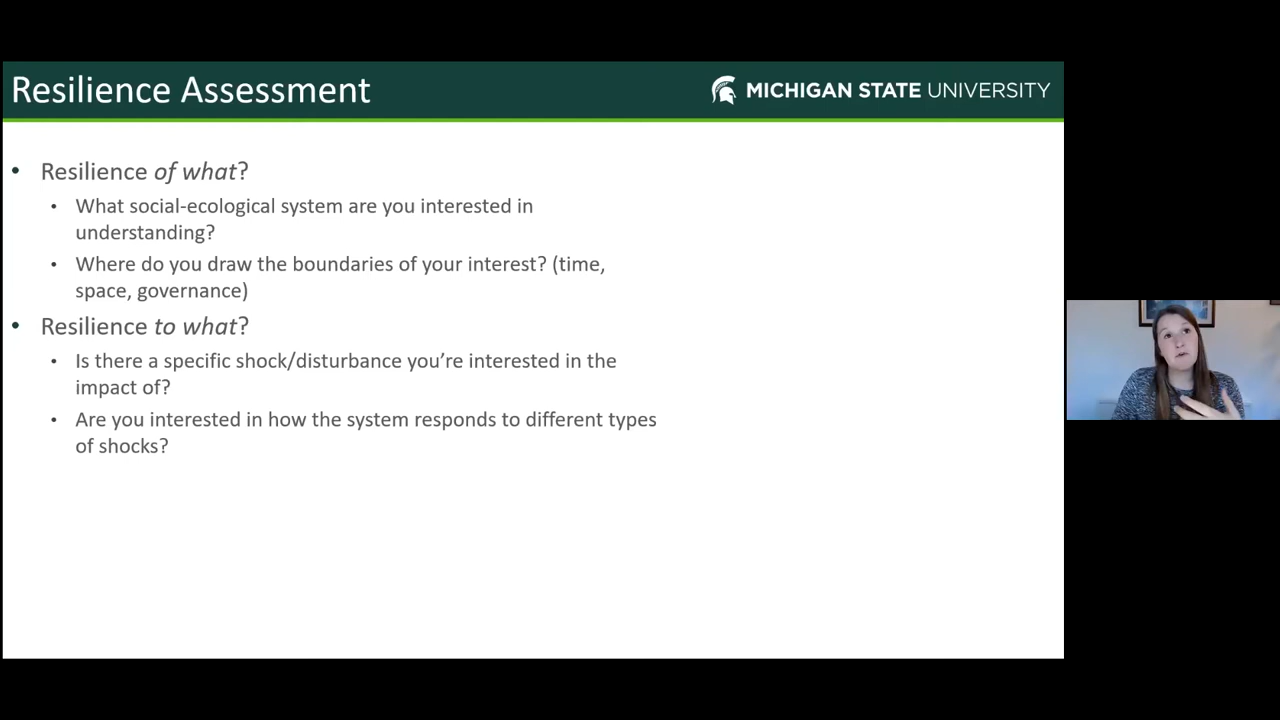 Resilience Assessment
MICHIGAN STATE UNIVERSITY
• Resilience of what?
• What social-ecological system are you interested in
understanding?
• Where do you draw the boundaries of your interest? (time,
space, governance)
• Resilience to what?
• Is there a specific shock/disturbance you’re interested in the
impact of?
• Are you interested in how the system responds to different types
of shocks?